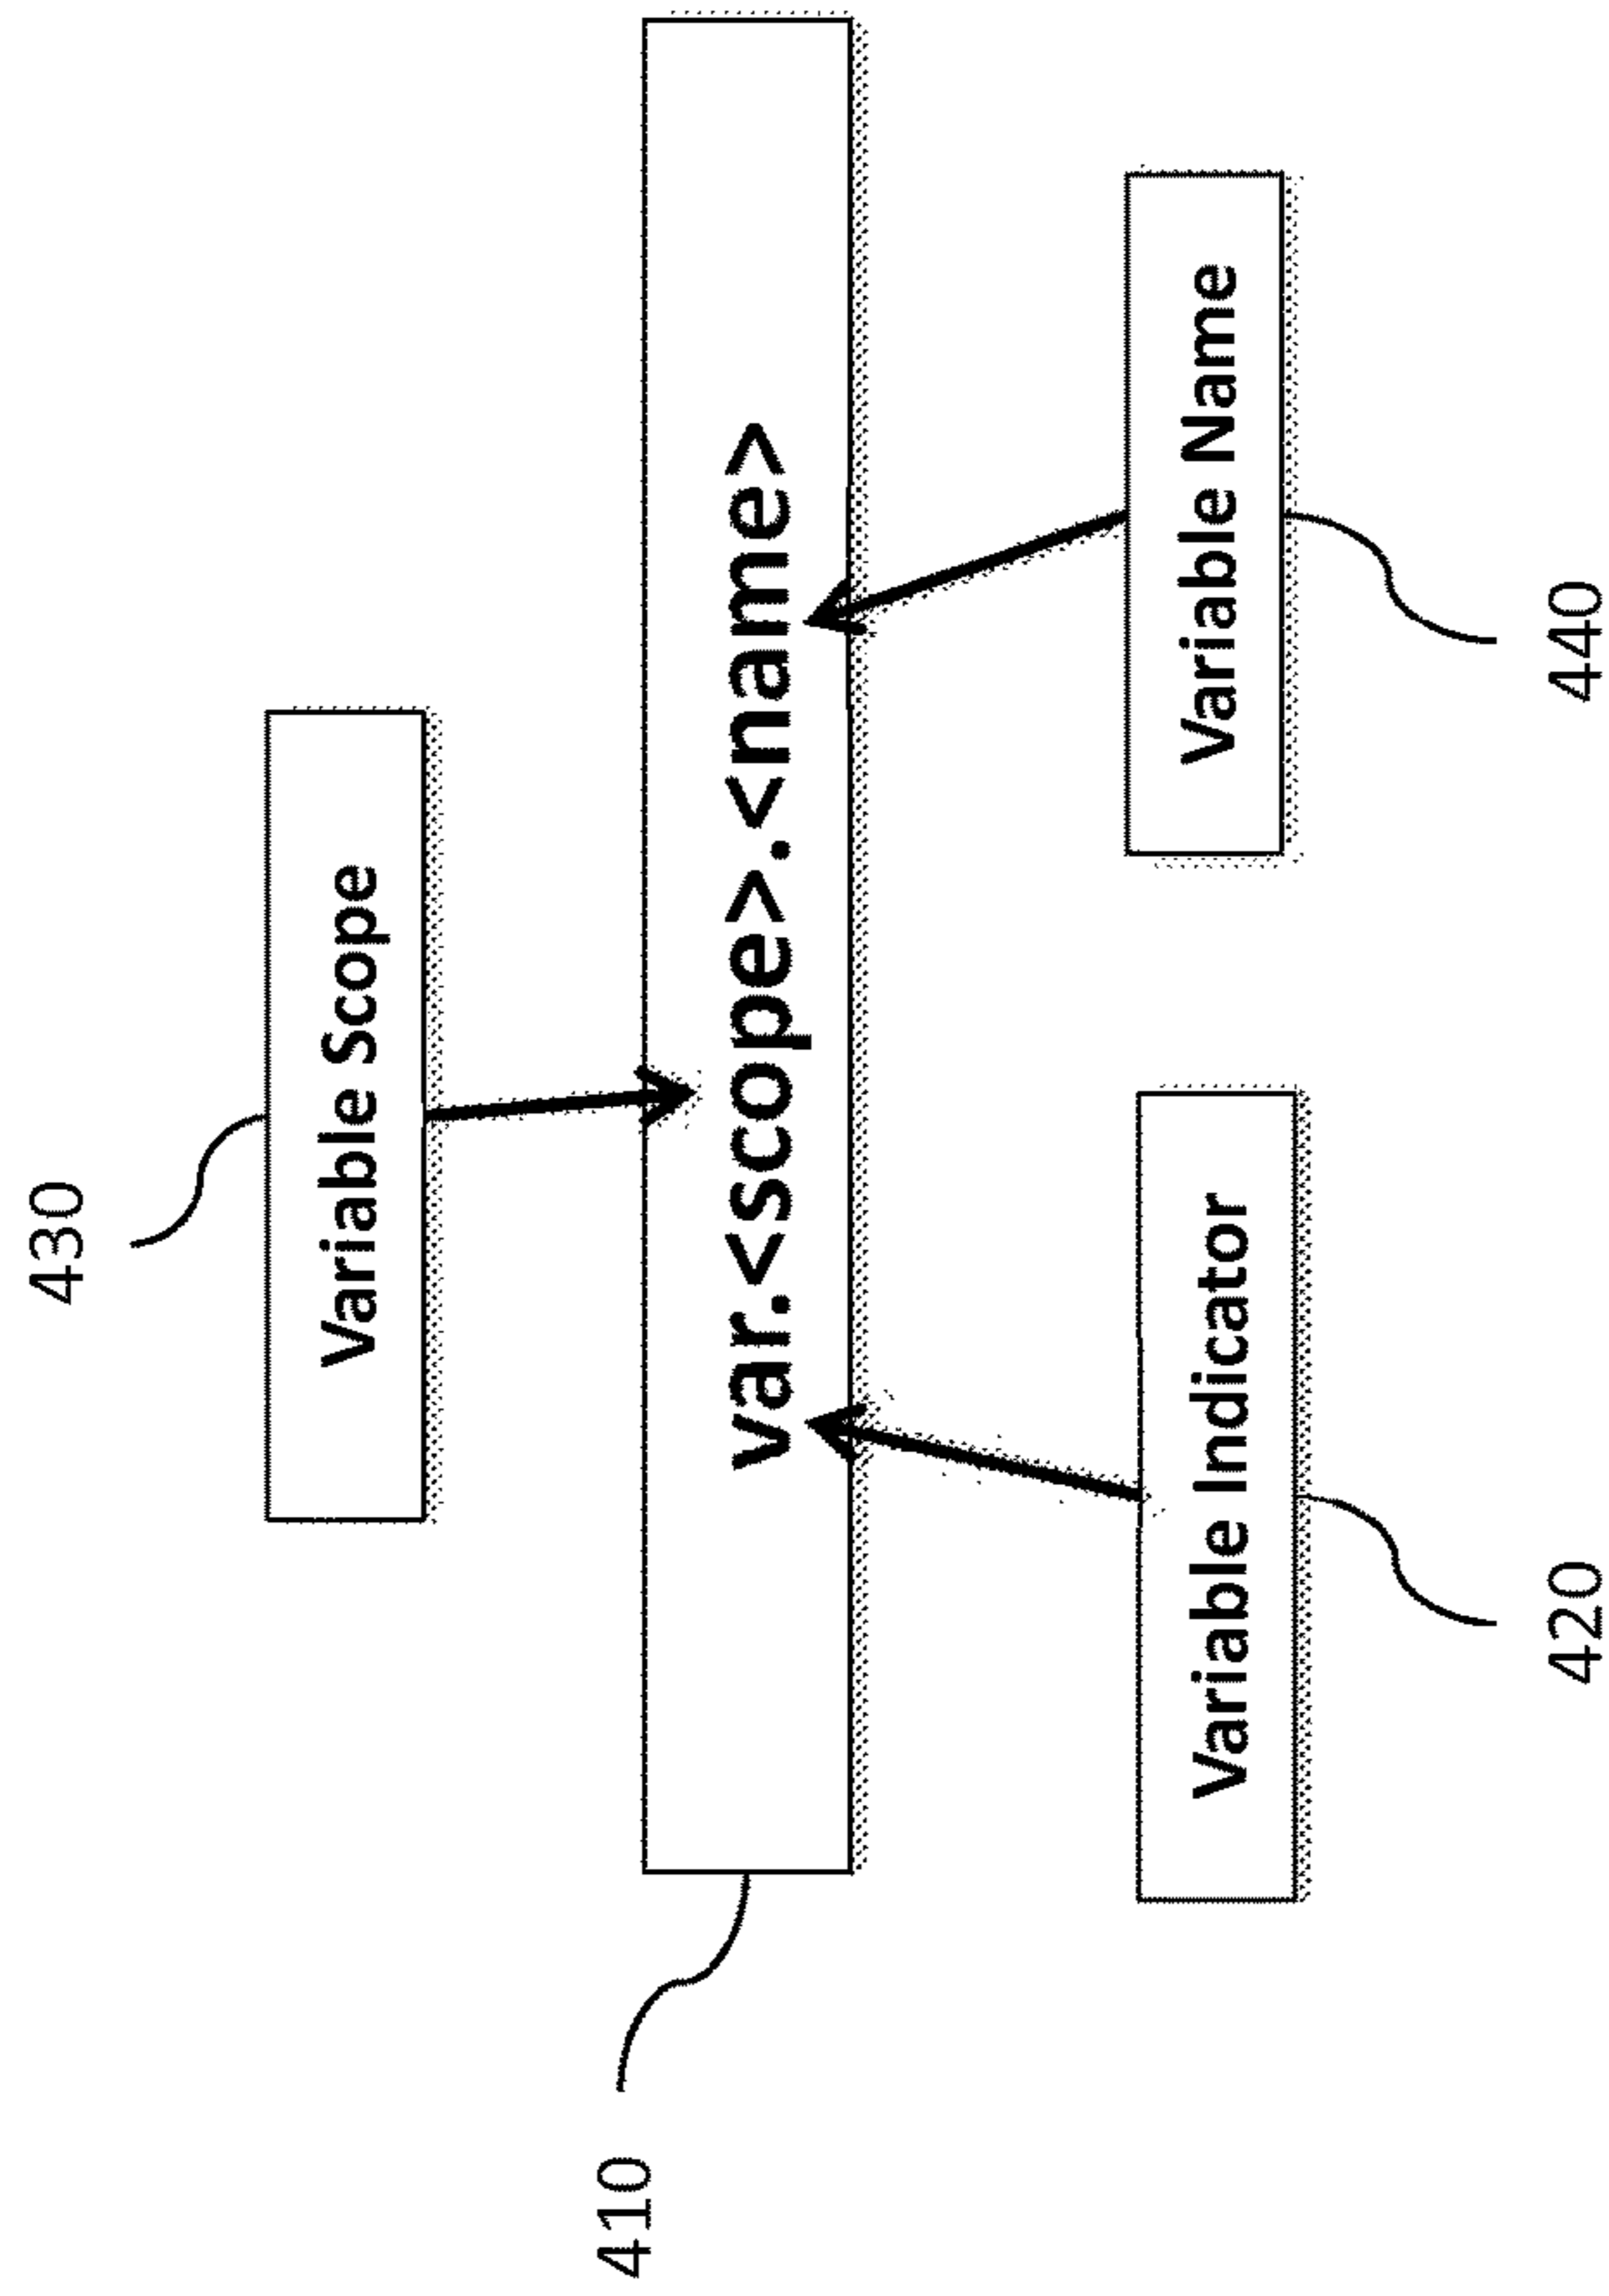 430
Variable Scope
410
var.<scope>.<name>
Variable Indicator
Variable Name
420
440